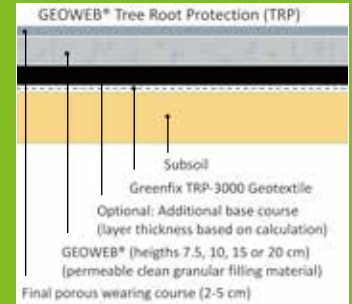 GEOWEB® Tree Root Protection (TRP)
Subsoil
Greenfix TRP-3000 Geotextile
Optional: Additional base course
(layer thickness based on calculation)
GEOWEB® (heigths 7.5, 10, 15 or 20 cm)
(permeable clean granular filling material)
Final porous wearing course (2-5 cm)